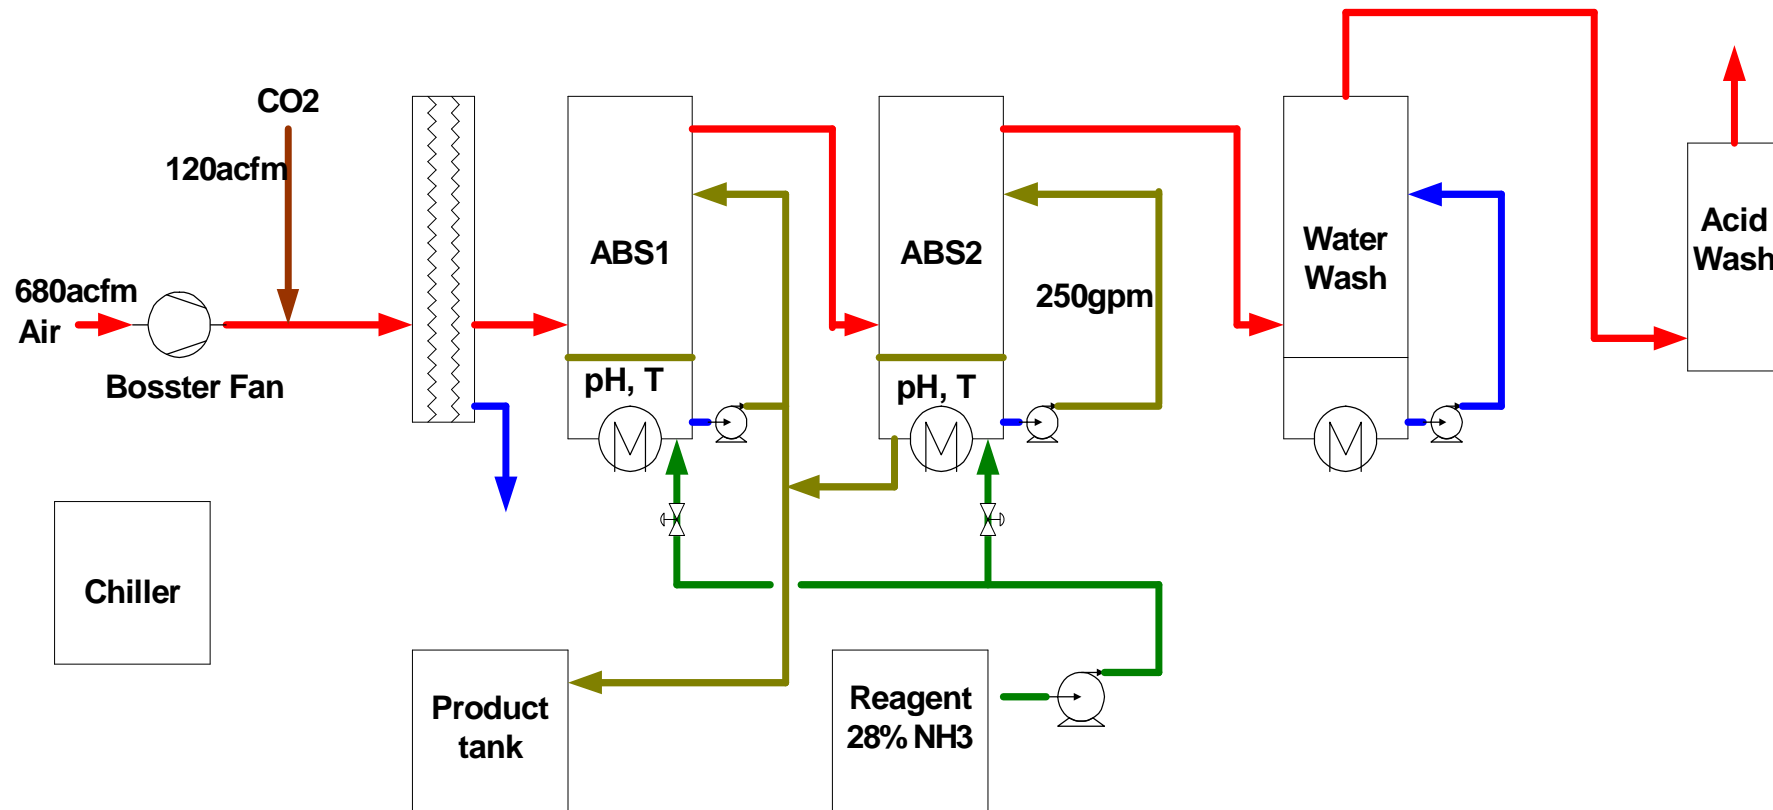 CO2
120acfm
680acfm
Air
Bosster Fan
ABS1
pH, T
ABS2
pH, T
250gpm
Water
Wash
Acid
Wash
Chiller
Product
tank
Reagent
28% NH3